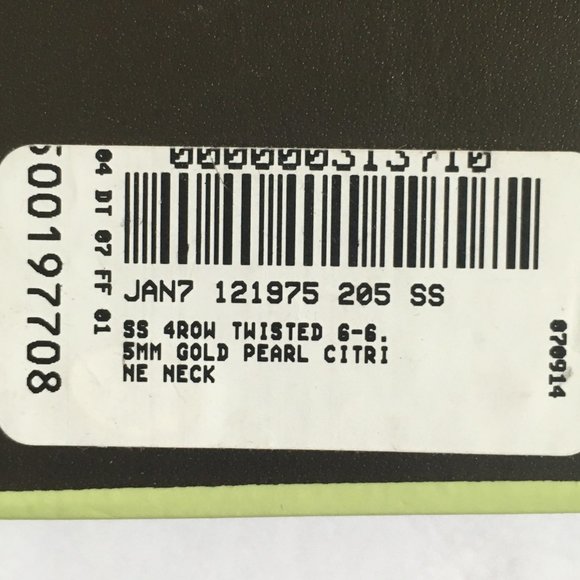 000000313710
JAN7 121975 205 SS
SS 4ROW TWISTED 6-6.
5MM GOLD PEARL CITRI
NE NECK
04 DT 07 FF 01
500197708
070914